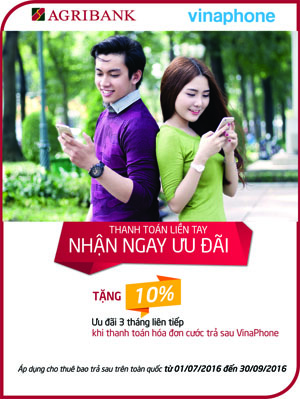 AGRIBANK vinaphone
THANH TOÁN LIỀN TAY
NHẬN NGAY ƯU ĐÃI
TẶNG 10%
Ưu đãi 3 tháng liên tiếp
khi thanh toán hóa đơn cước trả sau VinaPhone
Áp dụng cho thuê bao trả sau trên toàn quốc từ 01/07/2016 đến 30/09/2016